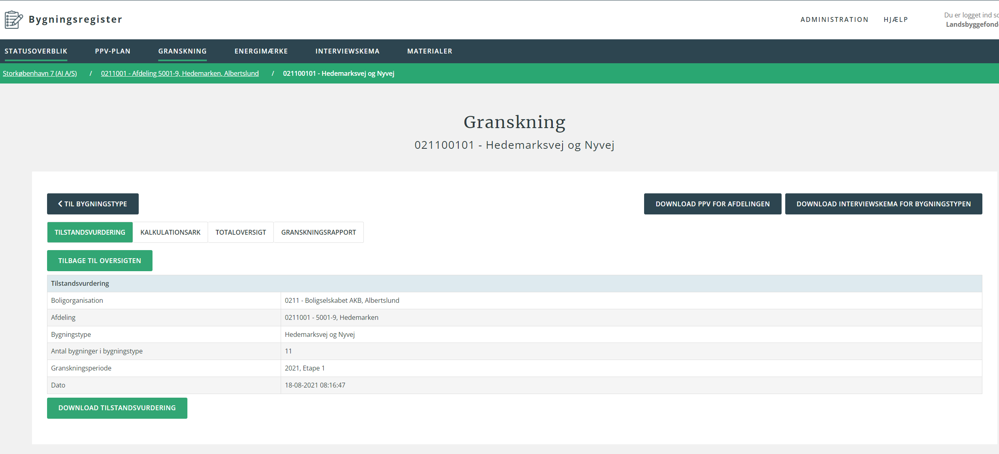 Bygningsregister
ADMINISTRATION HJÆLP
Du er logget ind
Landsbyggefond
STATUSOVERBLIK PPV-PLAN GRANSKNING ENERGIMÆRKE INTERVIEWSKEMA MATERIALER
Storkøbenhavn 7 (AI A/S) / 0211001 - Afdeling 5001-9, Hedemarken, Albertslund / 021100101 - Hedemarksvej og Nyvej
Granskning
021100101 - Hedemarksvej og Nyvej
TIL BYGNINGSTYPE DOWNLOAD PPV FOR AFDELINGEN DOWNLOAD INTERVIEWSKEMA FOR BYGNINGSTYPEN
TILSTANDSVURDERING KALKULATIONSARK TOTALOVERSIGT GRANSKNINGSRAPPORT
TILBAGE TIL OVERSIGTEN
Tilstandsvurdering
Boligorganisation 0211 - Boligselskabet AKB, Albertslund
Afdeling 0211001 - 5001-9, Hedemarken
Bygningstype Hedemarksvej og Nyvej
Antal bygninger i bygningstype 11
Granskningsperiode 2021, Etape 1
Dato 18-08-2021 08:16:47
DOWNLOAD TILSTANDSVURDERING